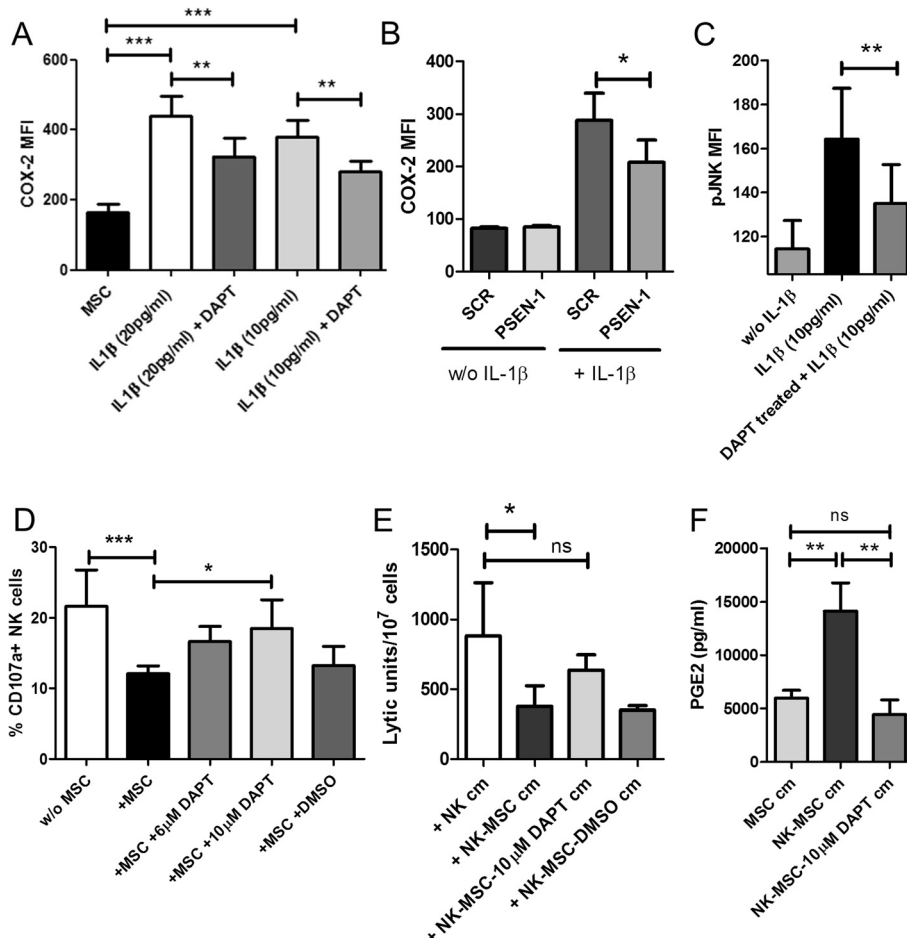 A
COX-2 MFI
600
400
200
0
***
***
**
**
MSC
IL1β (20pg/ml)
IL1β (20pg/ml) + DAPT
IL1β (10pg/ml)
IL1β (10pg/ml) + DAPT
B
COX-2 MFI
400
300
200
100
0
*
SCR
PSEN-1
SCR
PSEN-1
w/o IL-1β
+ IL-1β
C
pJNK MFI
200
180
160
140
120
**
w/o IL-1β
IL1β (10pg/ml)
DAPT treated + IL1β (10pg/ml)
D
% CD107a+ NK cells
30
20
10
0
***
*
w/o MSC
+MSC
+MSC +6μM DAPT
+MSC +10μM DAPT
+MSC +DMSO
E
Lytic units/10⁷ cells
1500
1000
500
0
*
ns
+ NK cm
+ NK-MSC cm
+ NK-MSC-10μM DAPT cm
+ NK-MSC-DMSO cm
F
PGE2 (pg/ml)
20000
15000
10000
5000
0
ns
**
**
MSC cm
NK-MSC cm
NK-MSC-10μM DAPT cm